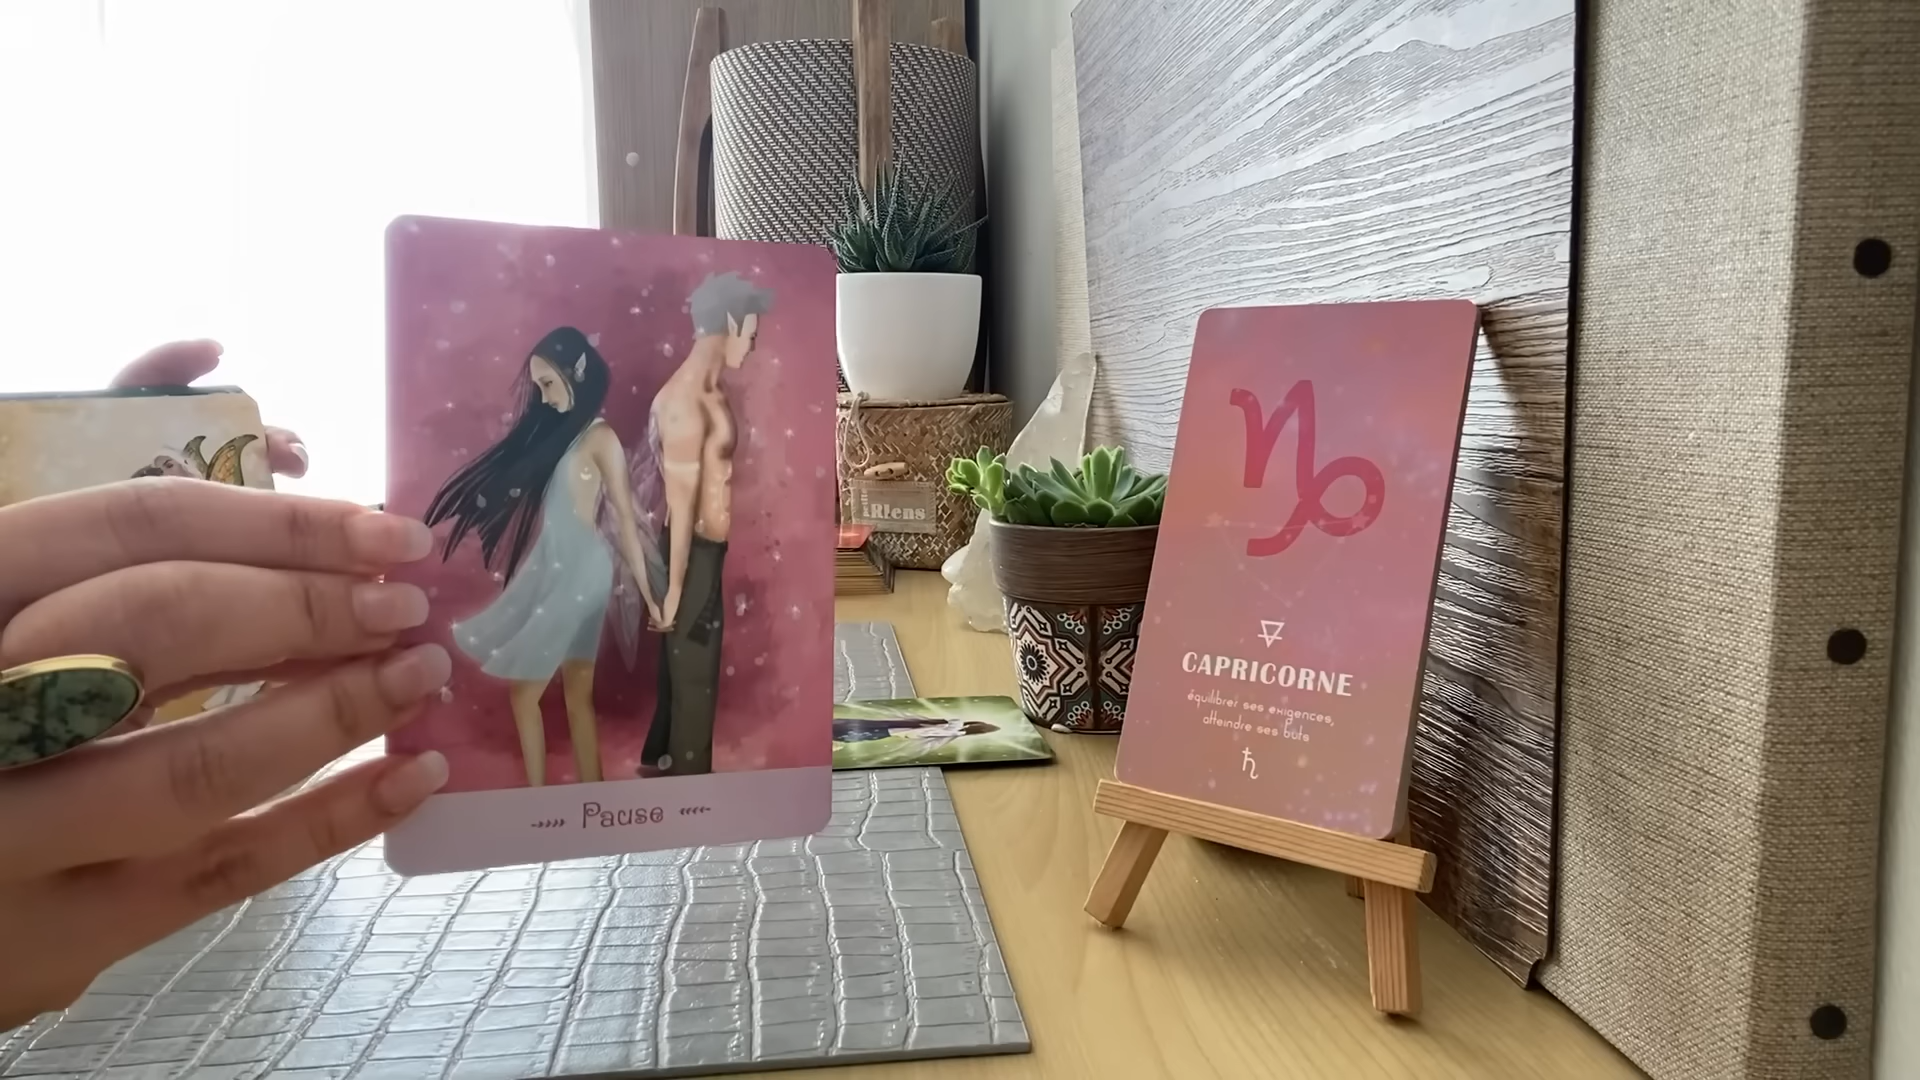 Pause
CAPRICORNE
équilibrer ses exigences,
atteindre ses buts
Riens